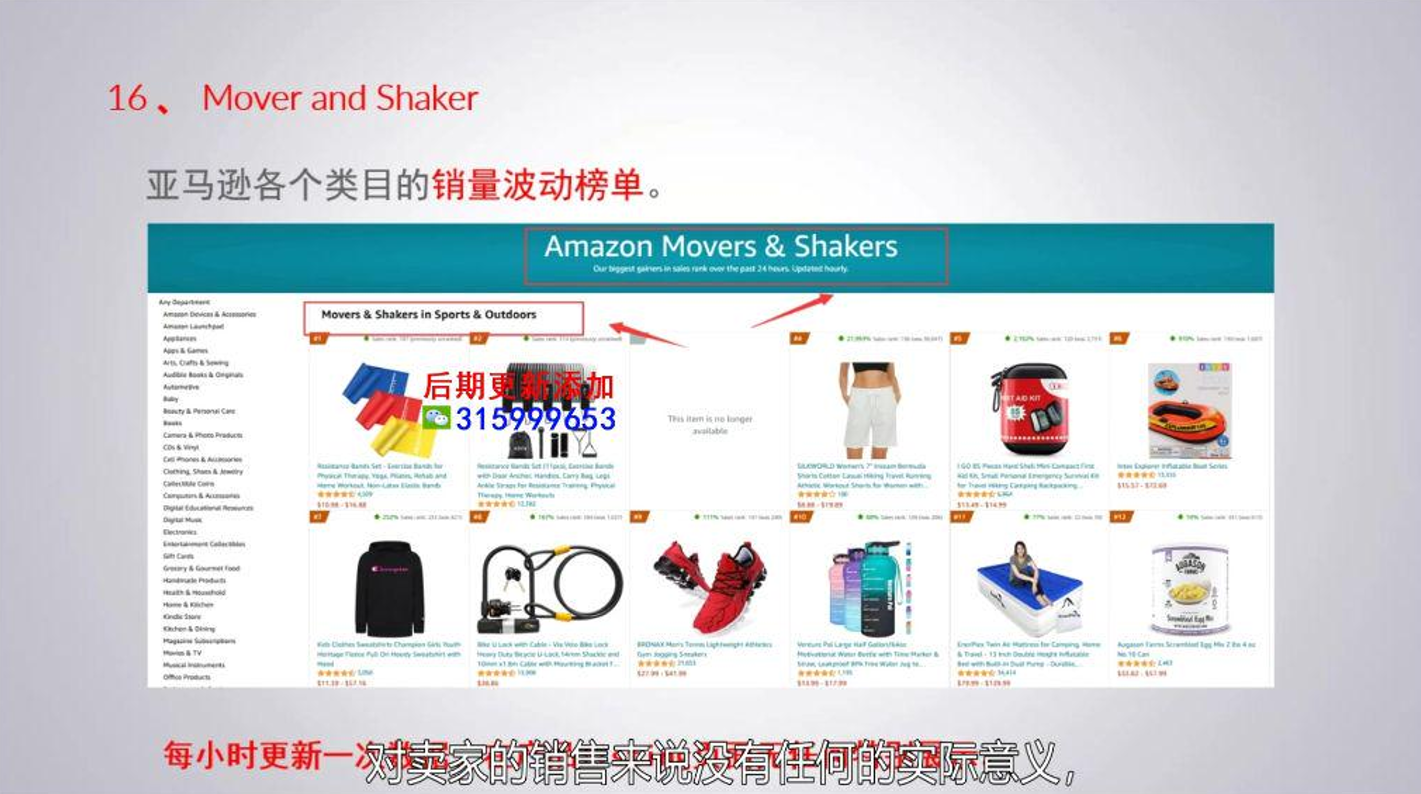 16、 Mover and Shaker
亚马逊各个类目的销量波动榜单。
Amazon Movers & Shakers
Our biggest gainers in sales rank over the past 24 hours. Updated hourly.
Any Department
Amazon Devices & Accessories
Amazon Launchpad
Appliances
Apps & Games
Arts, Crafts & Sewing
Audible Books & Originals
Automotive
Baby
Beauty & Personal Care
Books
Camera & Photo Products
CDs & Vinyl
Cell Phones & Accessories
Clothing, Shoes & Jewelry
Collectible Coins
Computers & Accessories
Digital Educational Resources
Digital Music
Electronics
Entertainment Collectibles
Gift Cards
Grocery & Gourmet Food
Handmade Products
Health & Household
Home & Kitchen
Kindle Store
Kitchen & Dining
Magazine Subscriptions
Movies & TV
Musical Instruments
Office Products
Movers & Shakers in Sports & Outdoors
#1
#2
#4
#5
#6
后期更新添加
315999653
This item is no longer
available
Resistance Bands Set - Exercise Bands for
Physical Therapy, Yoga, Pilates, Rehab and
Home Workout, Non-Latex Elastic Bands
$10.98 - $16.88
Resistance Bands Set (11pcs), Exercise Bands
with Door Anchor, Handles, Carry Bag, Legs
Ankle Straps for Resistance Training, Physical
Therapy, Home Workouts
SILKWORLD Women's 7" Inseam Bermuda
Shorts Cotton Casual Hiking Travel Running
Athletic Workout Shorts for Women with...
$8.88 - $19.89
I GO 85 Pieces Hard Shell Mini Compact First
Aid Kit, Small Personal Emergency Survival Kit
for Travel Hiking Camping Backpacking...
$13.49 - $14.99
Intex Explorer Inflatable Boat Series
$15.57 - $72.68
#7
#8
#9
#10
#11
#12
Kids Clothes Sweatshirts Champion Girls Youth
Heritage Fleece Pull On Hoody Sweatshirt with
Hood
$11.39 - $57.16
Bike U Lock with Cable - Via Velo Bike Lock
Heavy Duty Bicycle U-Lock,14mm Shackle and
10mm x1.8m Cable with Mounting Bracket f...
$36.86
BRONAX Men's Tennis Lightweight Athletics
Gym Jogging Sneakers
$27.99 - $41.99
Venture Pal Large Half Gallon/64oz
Motivational Water Bottle with Time Marker &
Straw, Leakproof BPA Free Water Jug to...
$13.99 - $17.99
EnerPlex Twin Air Mattress for Camping, Home
& Travel - 13 Inch Double Height Inflatable
Bed with Built-in Dual Pump - Durable...
$79.99 - $129.99
Augason Farms Scrambled Egg Mix 2 lbs 4 oz
No.10 Can
$33.62 - $57.99
每小时更新一次
对卖家的销售来说没有任何的实际意义，